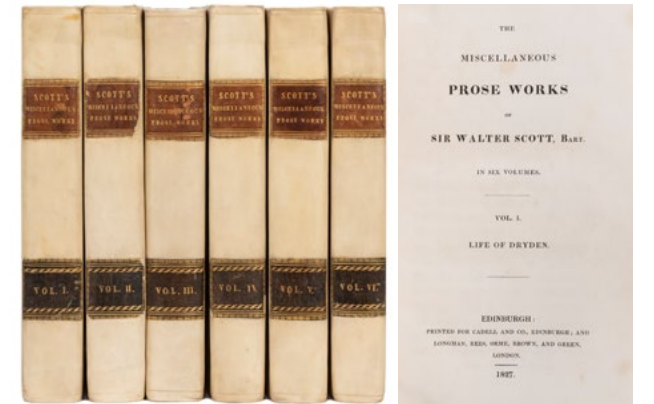 SCOTT'S
MISCELLANEOUS
PROSE WORKS
VOL. I.
SCOTT'S
MISCELLANEOUS
PROSE WORKS
VOL. II.
SCOTT'S
MISCELLANEOUS
PROSE WORKS
VOL. III.
SCOTT'S
MISCELLANEOUS
PROSE WORKS
VOL. IV.
SCOTT'S
MISCELLANEOUS
PROSE WORKS
VOL. V.
SCOTT'S
MISCELLANEOUS
PROSE WORKS
VOL. VI.
THE
MISCELLANEOUS
PROSE WORKS
OF
SIR WALTER SCOTT, BART.
IN SIX VOLUMES.
VOL. I.
LIFE OF DRYDEN.
EDINBURGH:
PRINTED FOR CADELL AND CO., EDINBURGH; AND
LONGMAN, REES, ORME, BROWN, AND GREEN,
LONDON.
1827.